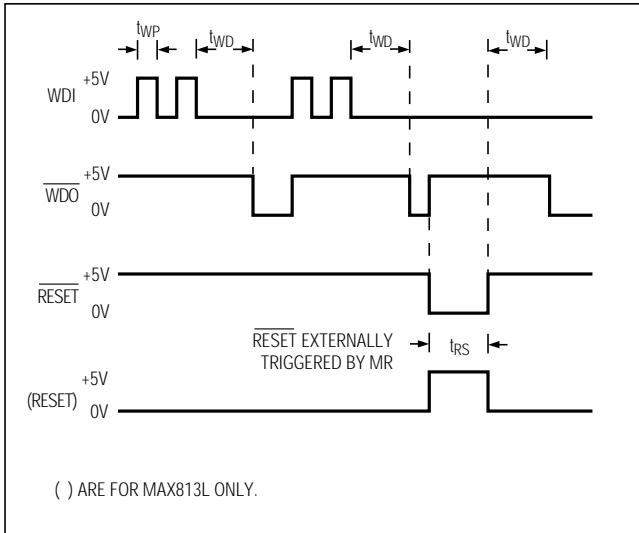 tWP
tWD
tWD
tWD
WDI
+5V
0V
WDO
+5V
0V
RESET
+5V
0V
RESET EXTERNALLY
TRIGGERED BY MR
tRS
(RESET)
+5V
0V
( ) ARE FOR MAX813L ONLY.